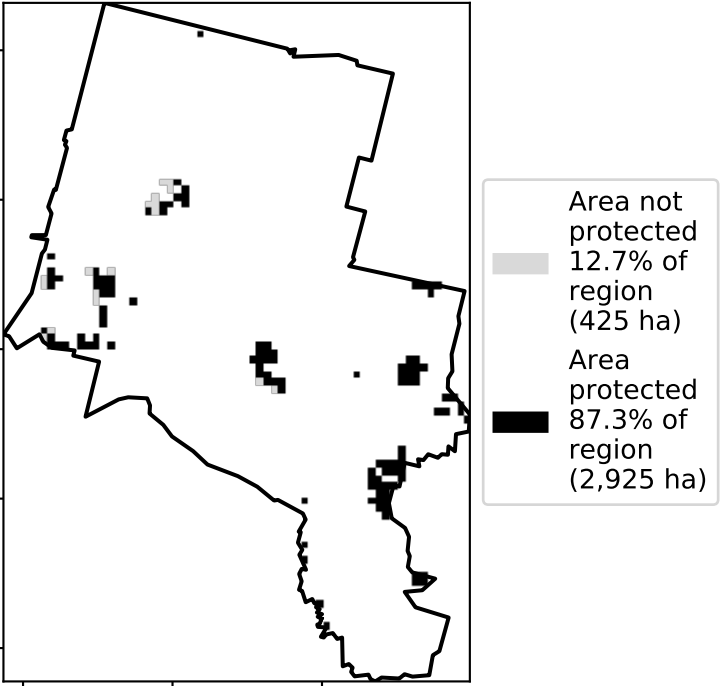 Area not
protected
12.7% of
region
(425 ha)
Area
protected
87.3% of
region
(2,925 ha)